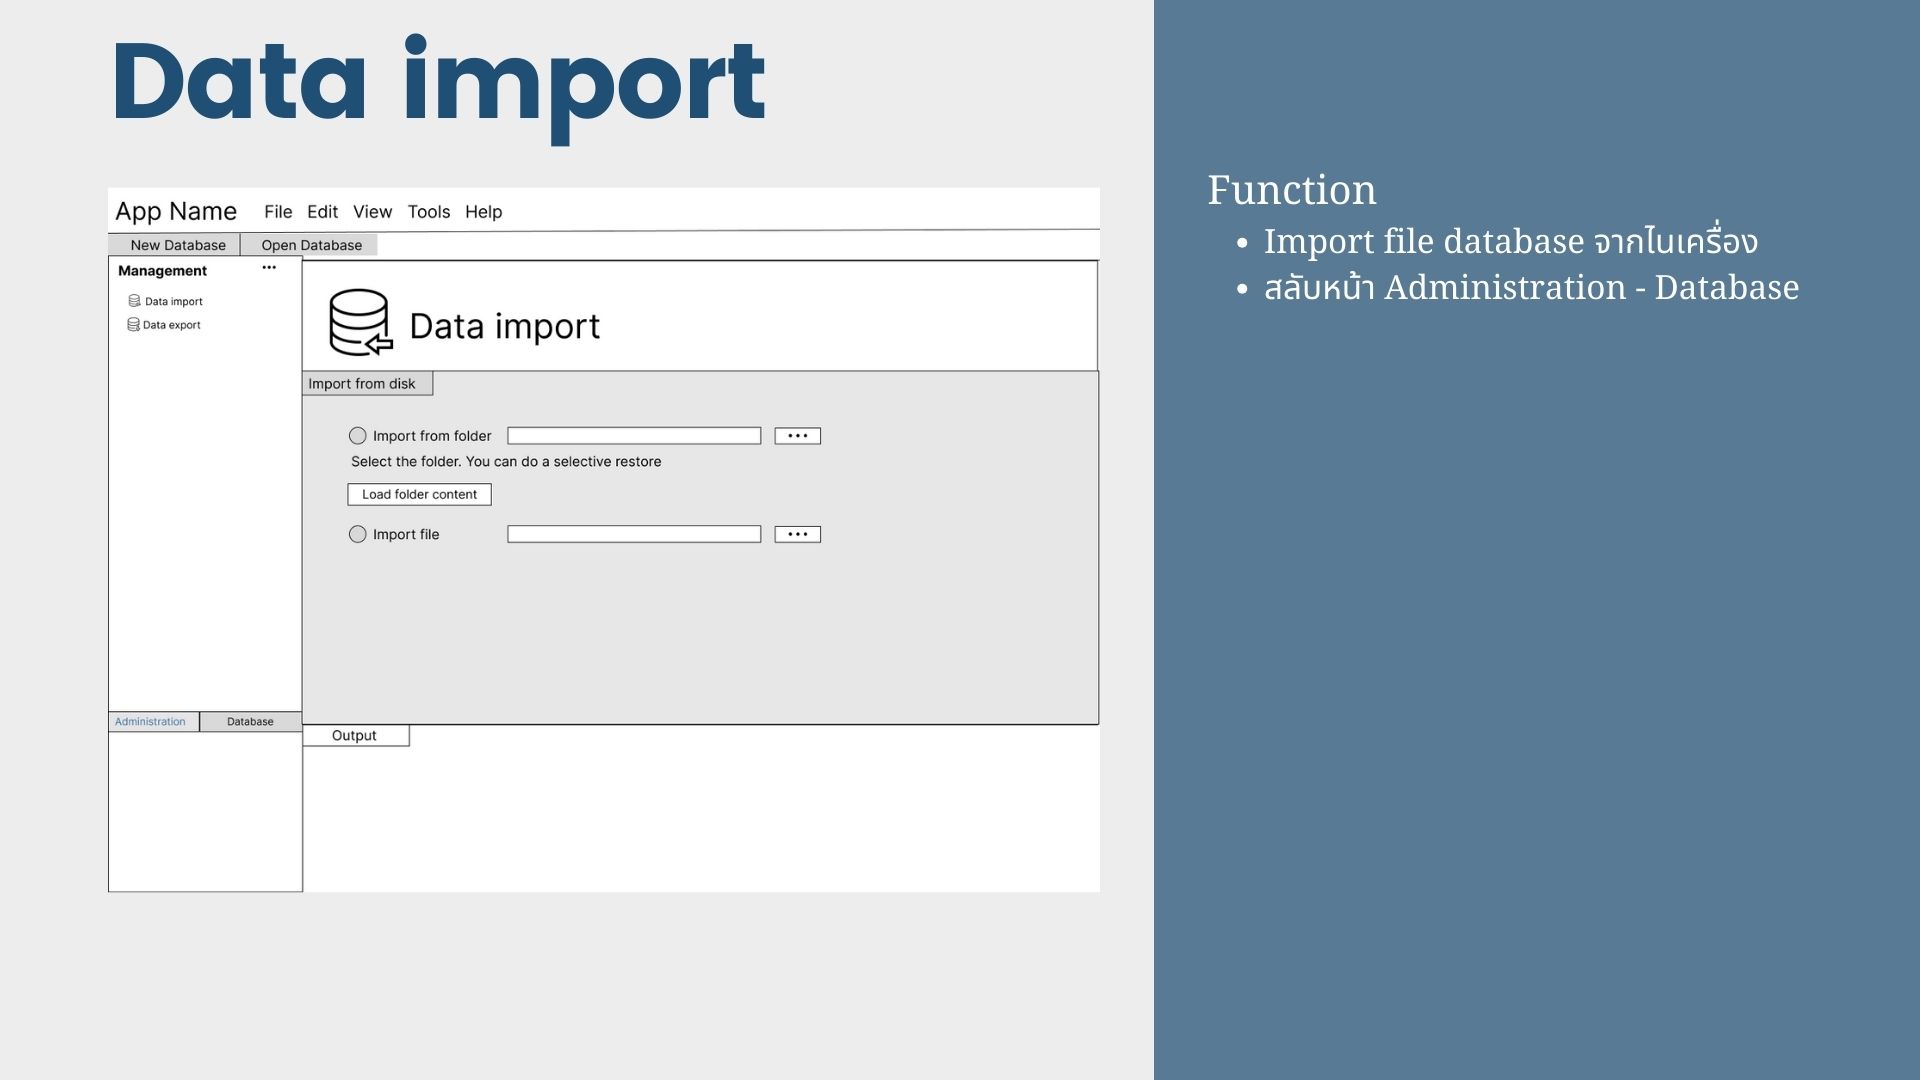 Data import
App Name File Edit View Tools Help
New Database Open Database
Management ...
Data import
Data export
Data import
Import from disk
Import from folder ...
Select the folder. You can do a selective restore
Load folder content
Import file ...
Administration Database
Output
Function
• Import file database จากไนเครื่อง
• สลับหน้า Administration - Database